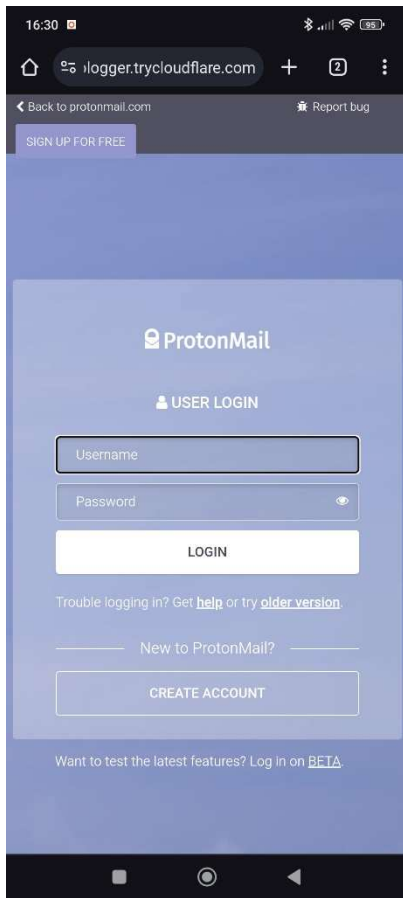 16:30
95
logger.trycloudflare.com
2
Back to protonmail.com
Report bug
SIGN UP FOR FREE
ProtonMail
USER LOGIN
Username
Password
LOGIN
Trouble logging in? Get help or try older version.
New to ProtonMail?
CREATE ACCOUNT
Want to test the latest features? Log in on BETA.